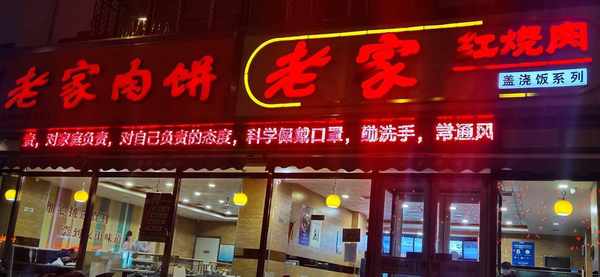 老家肉饼
老家
红烧肉
盖浇饭系列
责，对家庭负责，对自己负责的态度，科学佩戴口罩，勤洗手，常通风